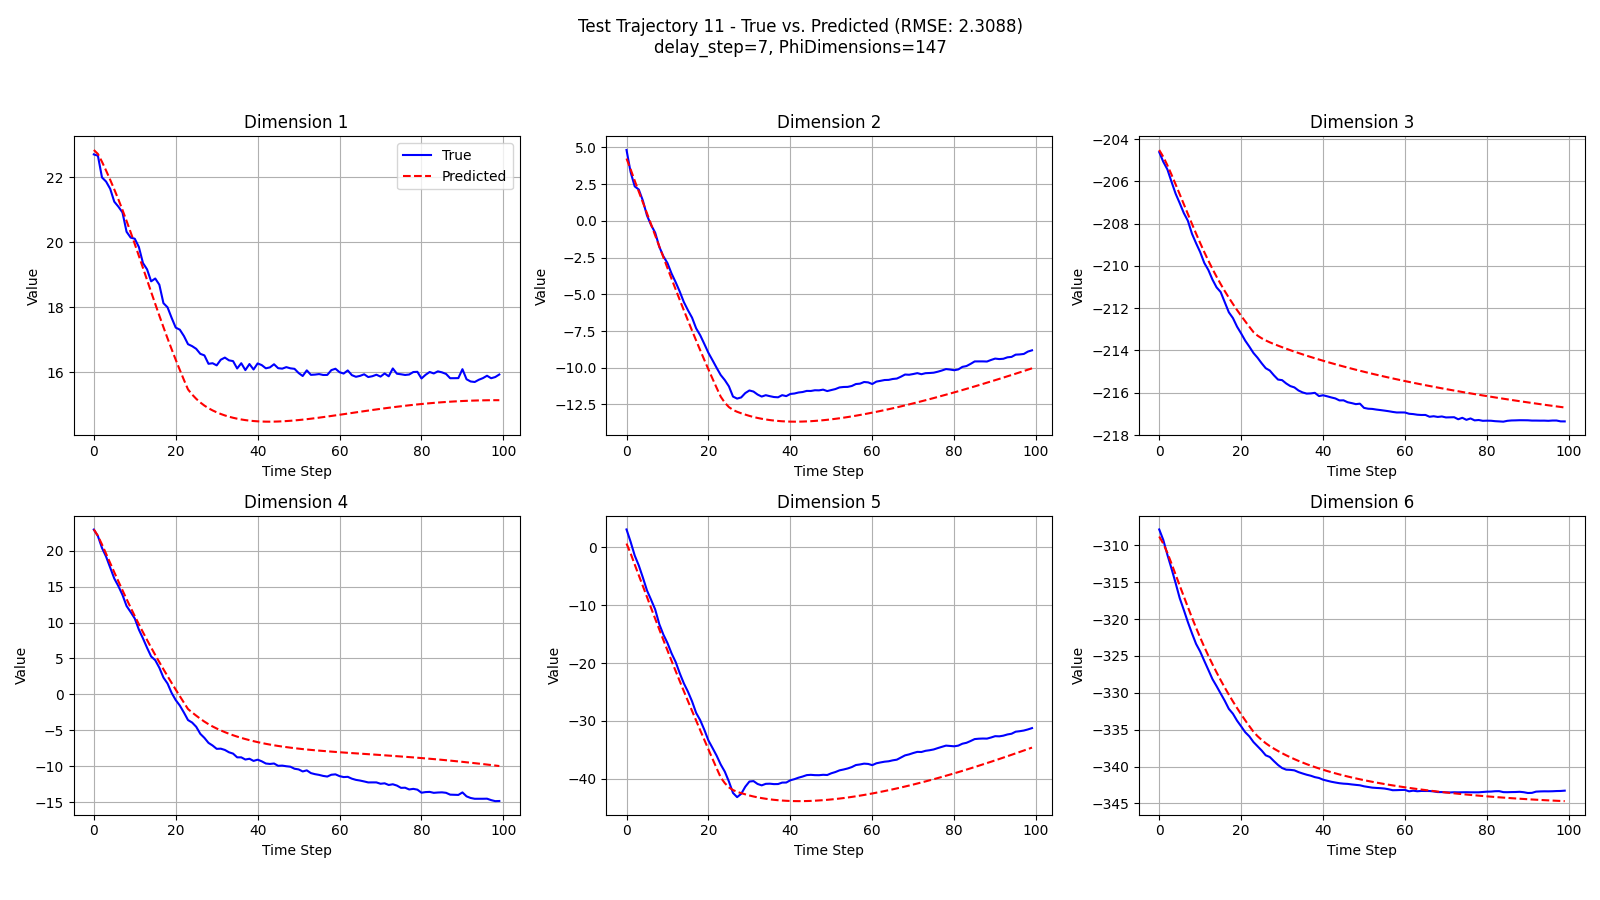 Test Trajectory 11 - True vs. Predicted (RMSE: 2.3088)
delay_step=7, PhiDimensions=147
Dimension 1
True
Predicted
Value
22
20
18
16
0 20 40 60 80 100
Time Step
Dimension 2
Value
5.0
2.5
0.0
−2.5
−5.0
−7.5
−10.0
−12.5
0 20 40 60 80 100
Time Step
Dimension 3
Value
−204
−206
−208
−210
−212
−214
−216
−218
0 20 40 60 80 100
Time Step
Dimension 4
Value
20
15
10
5
0
−5
−10
−15
0 20 40 60 80 100
Time Step
Dimension 5
Value
0
−10
−20
−30
−40
0 20 40 60 80 100
Time Step
Dimension 6
Value
−310
−315
−320
−325
−330
−335
−340
−345
0 20 40 60 80 100
Time Step